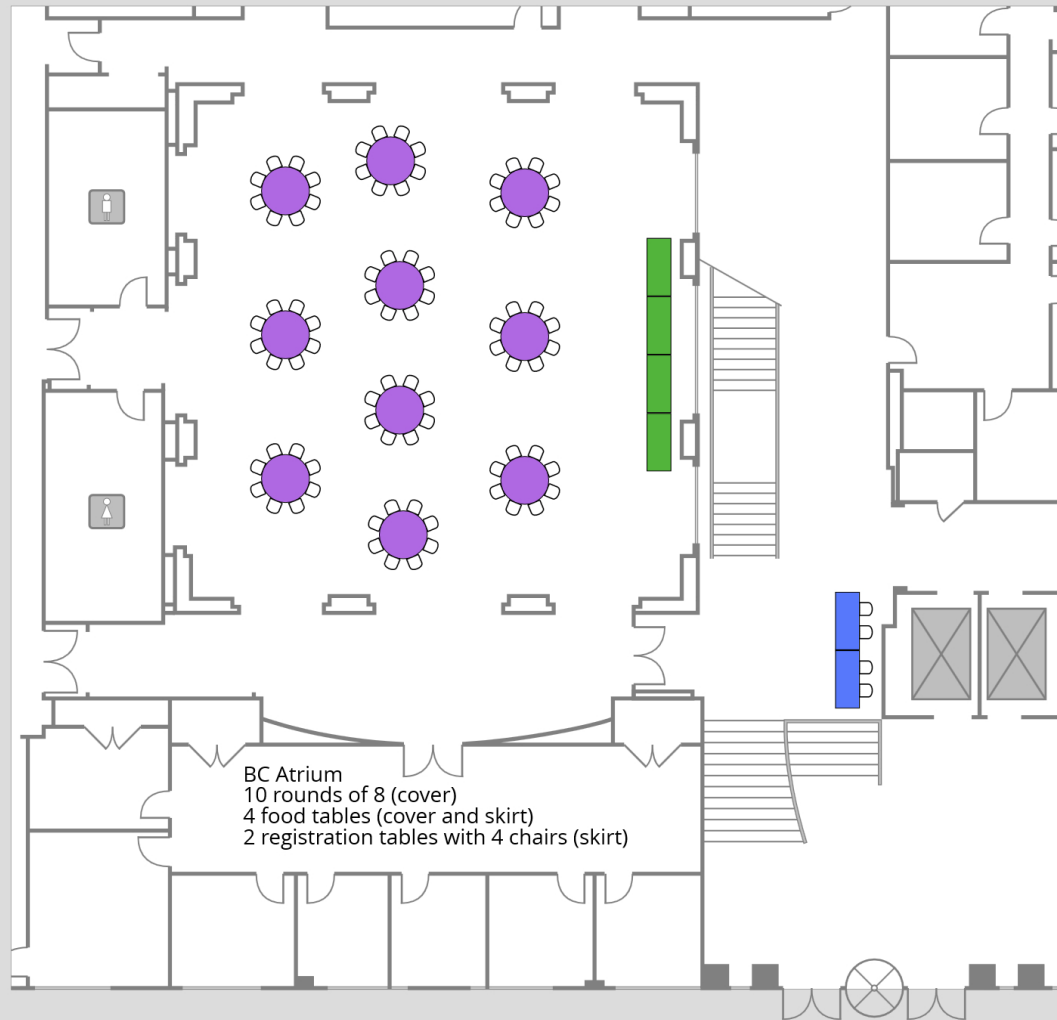 BC Atrium
10 rounds of 8 (cover)
4 food tables (cover and skirt)
2 registration tables with 4 chairs (skirt)